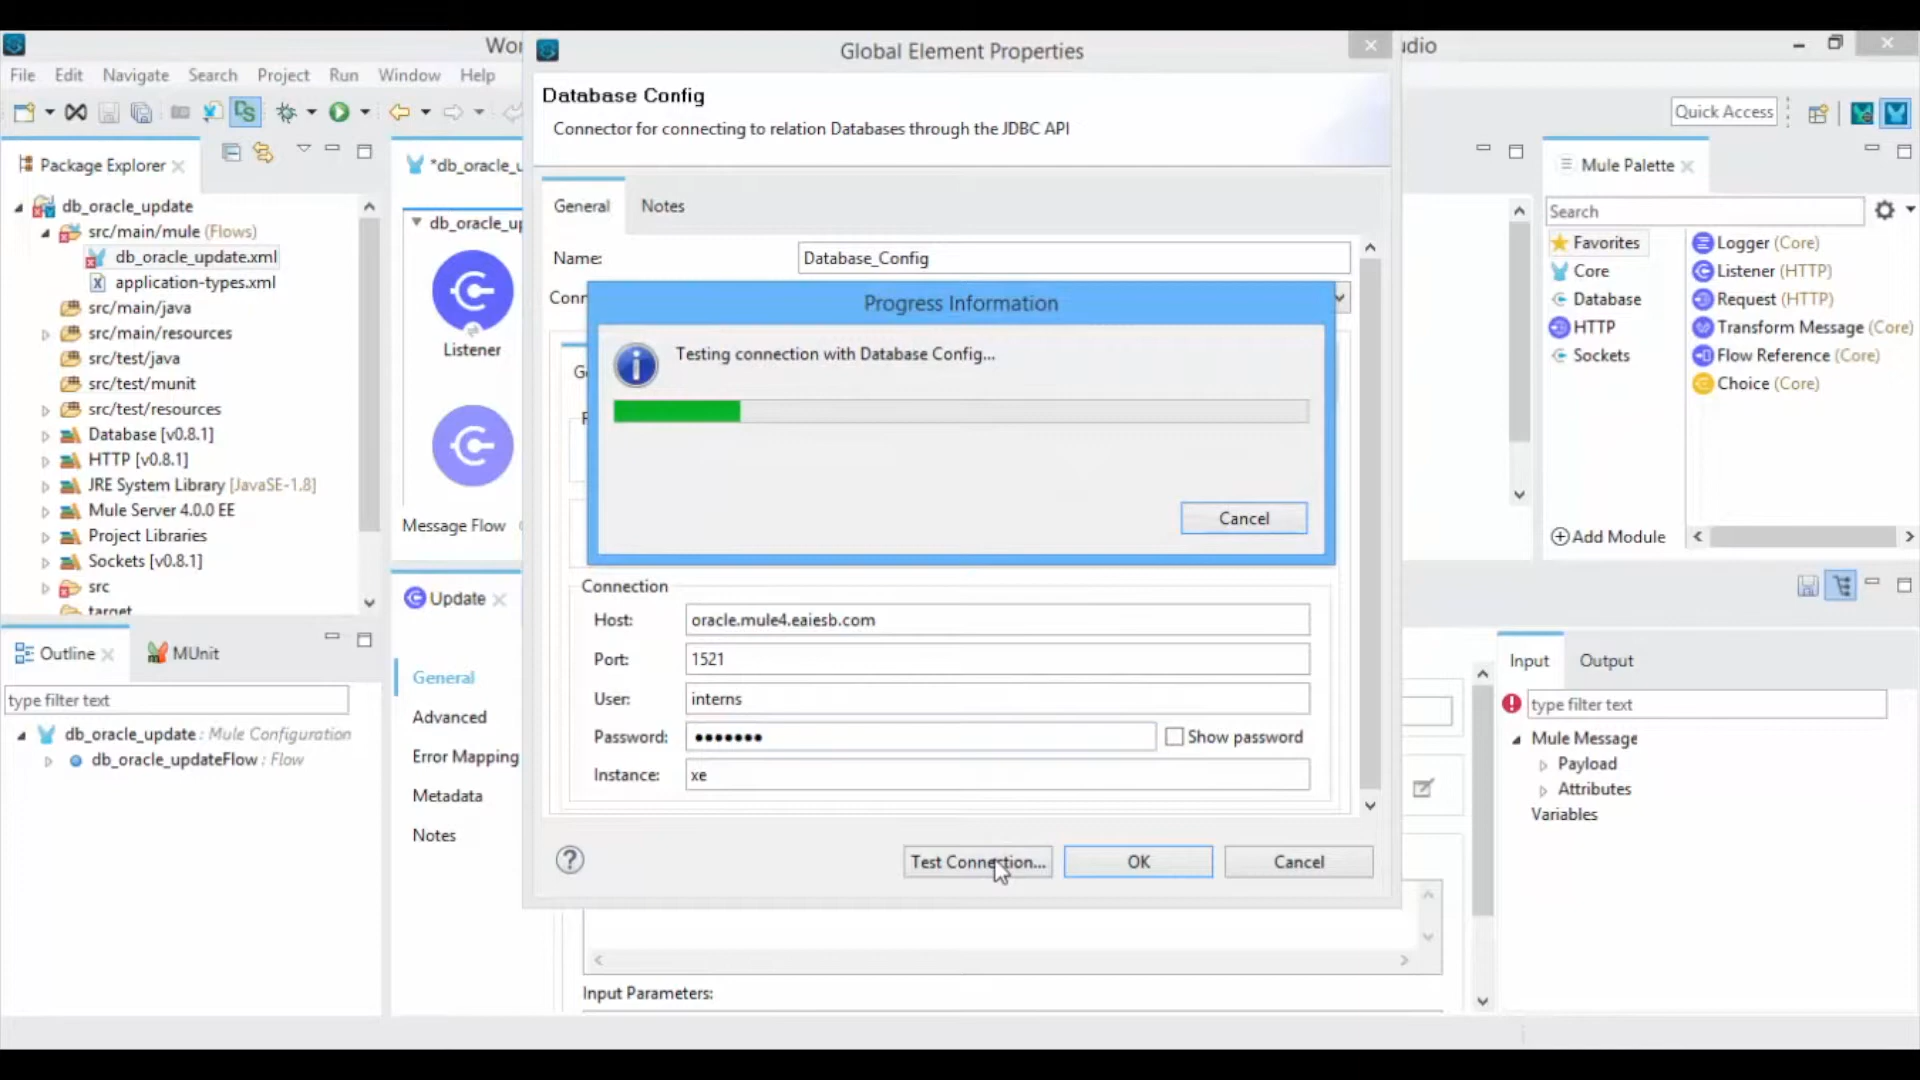 Wor
Global Element Properties
udio
File Edit Navigate Search Project Run Window Help
Database Config
Connector for connecting to relation Databases through the JDBC API
Quick Access
Package Explorer
*db_oracle_u
Mule Palette
General Notes
db_oracle_update
src/main/mule (Flows)
db_oracle_update.xml
application-types.xml
src/main/java
src/main/resources
src/test/java
src/test/munit
src/test/resources
Database [v0.8.1]
HTTP [v0.8.1]
JRE System Library [JavaSE-1.8]
Mule Server 4.0.0 EE
Project Libraries
Sockets [v0.8.1]
src
target
db_oracle_up
Listener
Message Flow
Name: Database_Config
Conn
Progress Information
Testing connection with Database Config...
Cancel
Connection
Host: oracle.mule4.eaiesb.com
Port: 1521
User: interns
Password: ●●●●●●● Show password
Instance: xe
Test Connection... OK Cancel
Search
Favorites
Core
Database
HTTP
Sockets
Add Module
Logger (Core)
Listener (HTTP)
Request (HTTP)
Transform Message (Core)
Flow Reference (Core)
Choice (Core)
Outline MUnit
type filter text
db_oracle_update : Mule Configuration
db_oracle_updateFlow : Flow
Update
General
Advanced
Error Mapping
Metadata
Notes
Input Parameters:
Input Output
type filter text
Mule Message
Payload
Attributes
Variables